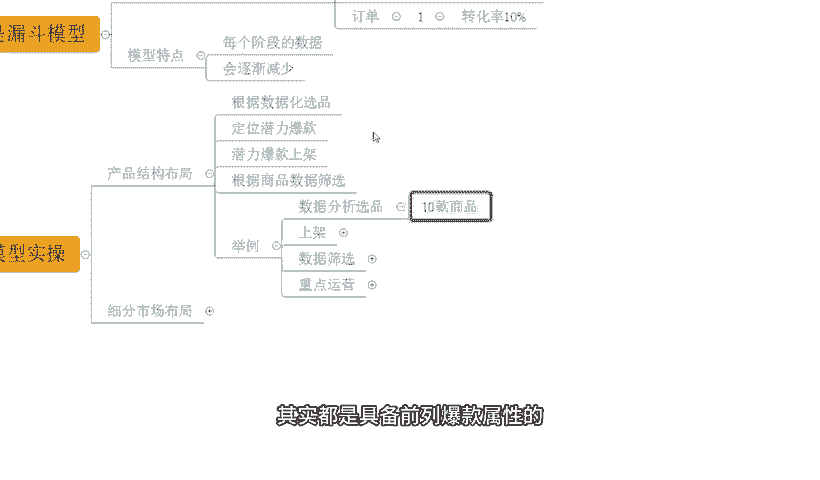 订单 1 转化率10%
是漏斗模型
每个阶段的数据
模型特点
会逐渐减少
根据数据化选品
定位潜力爆款
潜力爆款上架
产品结构布局
根据商品数据筛选
数据分析选品 10款商品
上架
举例
模型实操
数据筛选
重点运营
细分市场布局
其实都是具备前列爆款属性的